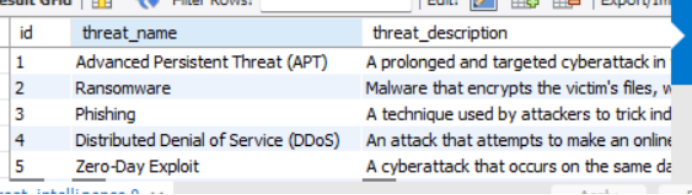 Result Grid Filter Rows: Edit: Export/Im
id threat_name threat_description
1 Advanced Persistent Threat (APT) A prolonged and targeted cyberattack in
2 Ransomware Malware that encrypts the victim's files, w
3 Phishing A technique used by attackers to trick ind
4 Distributed Denial of Service (DDoS) An attack that attempts to make an online
5 Zero-Day Exploit A cyberattack that occurs on the same da